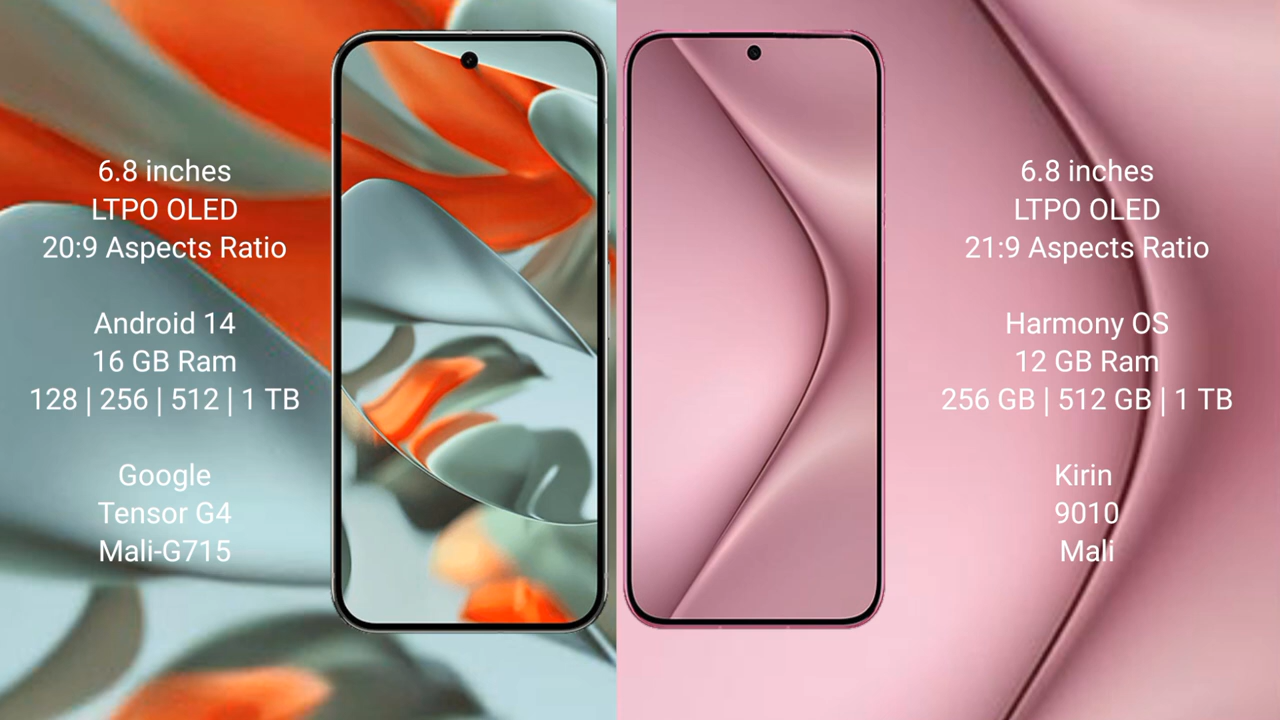 6.8 inches
LTPO OLED
20:9 Aspects Ratio
Android 14
16 GB Ram
128 | 256 | 512 | 1 TB
Google
Tensor G4
Mali-G715
6.8 inches
LTPO OLED
21:9 Aspects Ratio
Harmony OS
12 GB Ram
256 GB | 512 GB | 1 TB
Kirin
9010
Mali